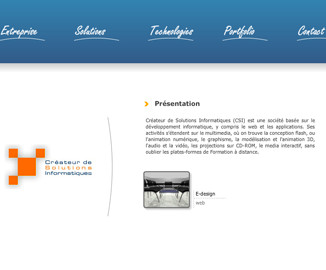 Entreprise Solutions Technologies Portfolio Contact
Présentation
Créateur de Solutions Informatiques (CSI) est une société basée sur le
développement informatique, y compris le web et les applications. Ses
activités s'étendent sur le multimedia, où on trouve la conception flash, ou
l'animation numérique, le graphisme, la modélisation et l'animation 3D,
l'audio et la vidéo, les projections sur CD-ROM, le media interactif, sans
oublier les plates-formes de Formation à distance.
Créateur de
Solutions
Informatiques
E-design
web